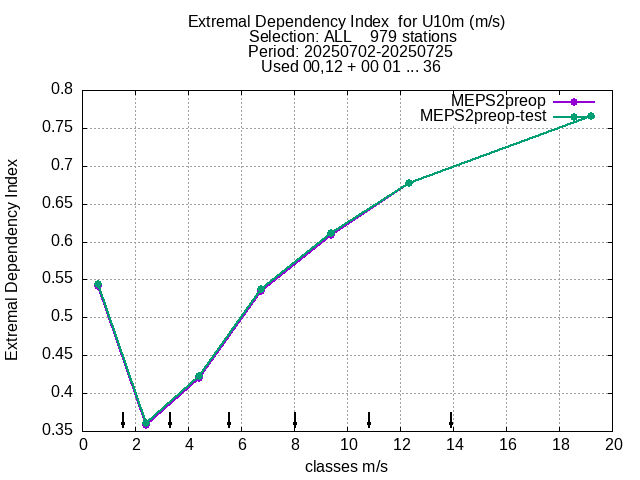 Extremal Dependency Index  for U10m (m/s)
Selection: ALL    979 stations
Period: 20250702-20250725
Used 00,12 + 00 01 ... 36
MEPS2preop
MEPS2preop-test
Extremal Dependency Index
0.8
0.75
0.7
0.65
0.6
0.55
0.5
0.45
0.4
0.35
0 2 4 6 8 10 12 14 16 18 20
classes m/s